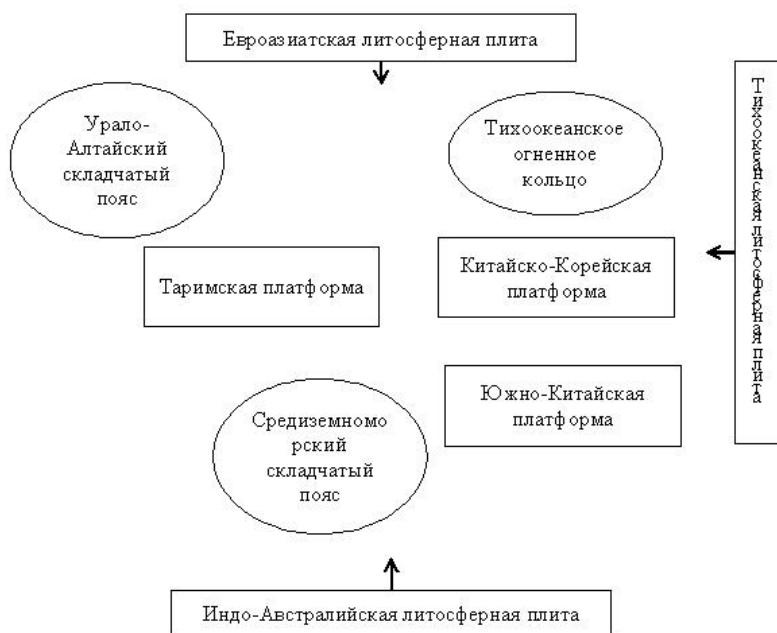 Евроазиатская литосферная плита
Урало-
Алтайский
складчатый
пояс
Тихоокеанское
огненное
кольцо
Тихоокеанская литосферная плита
Таримская платформа
Китайско-Корейская
платформа
Южно-Китайская
платформа
Средиземномо
рский
складчатый
пояс
Индо-Австралийская литосферная плита